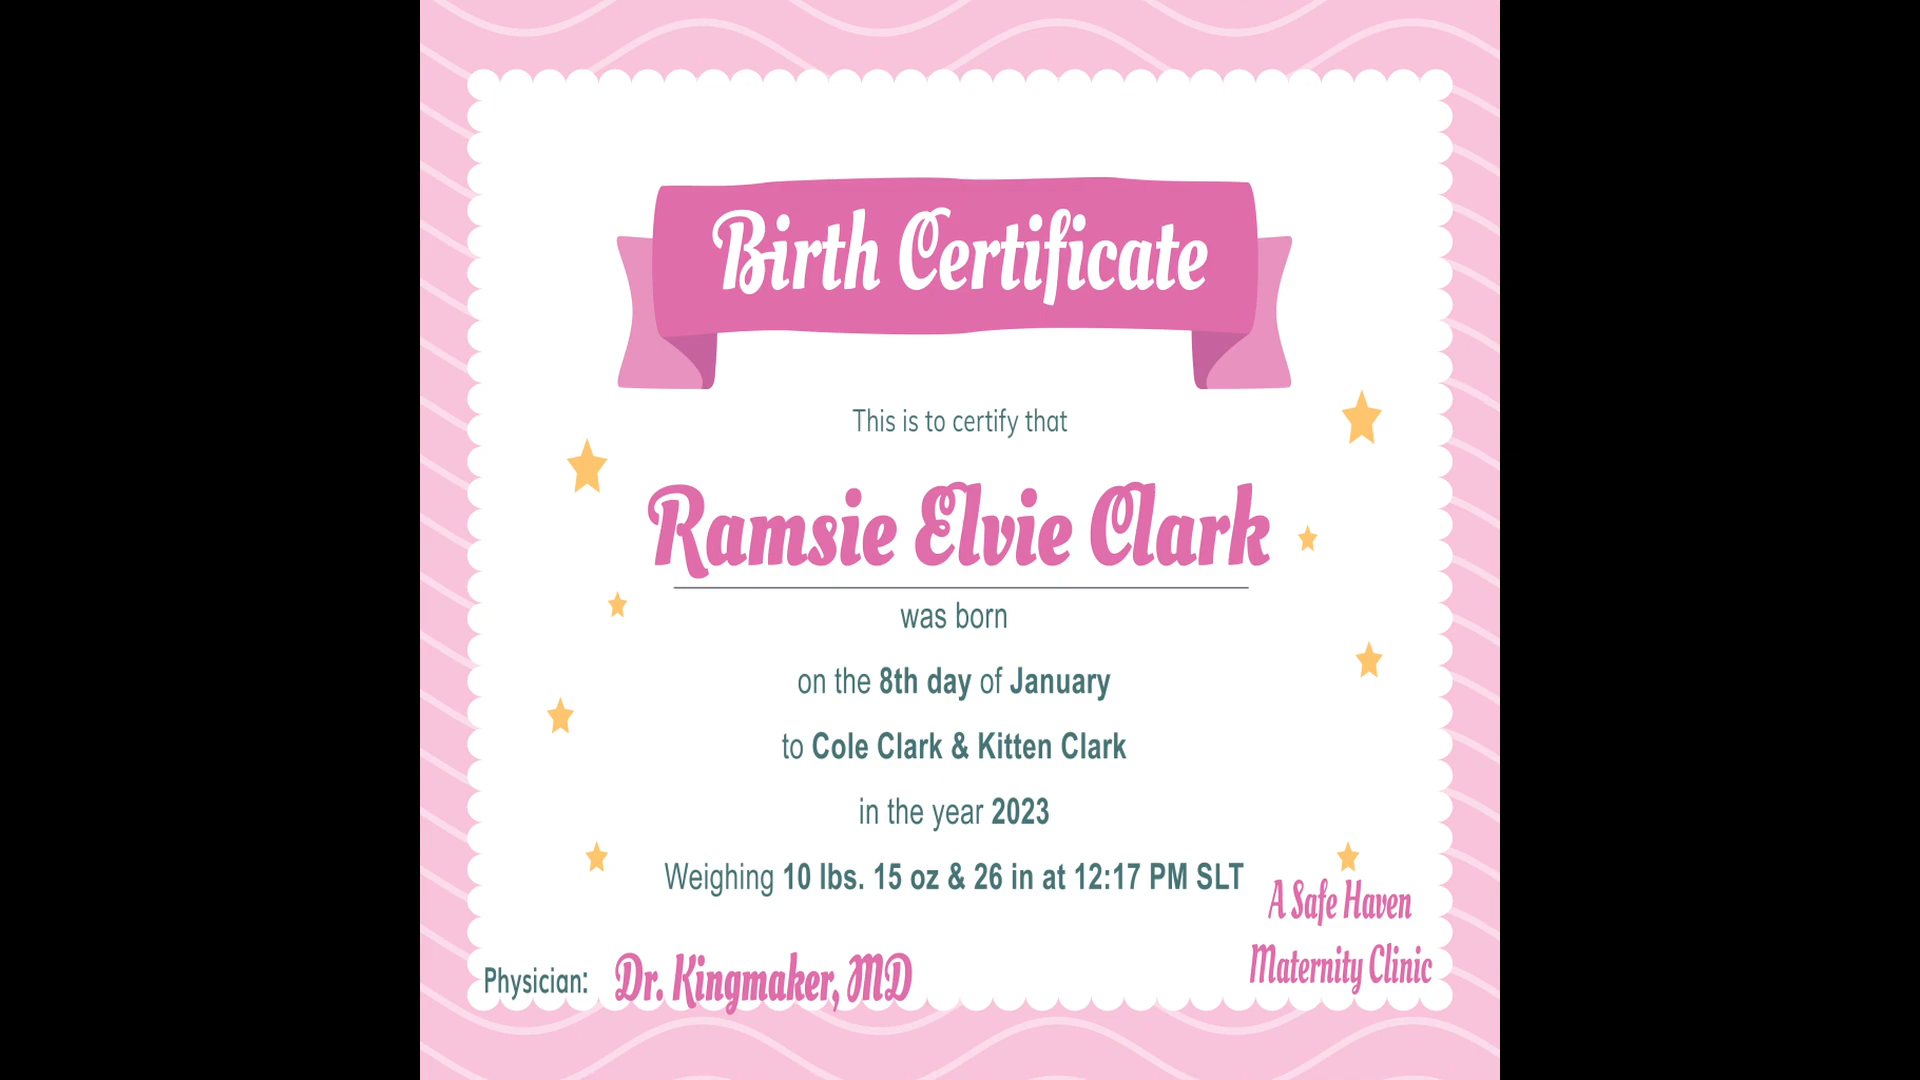 Birth Certificate
This is to certify that
Ramsie Elvie Clark
was born
on the 8th day of January
to Cole Clark & Kitten Clark
in the year 2023
Weighing 10 lbs. 15 oz & 26 in at 12:17 PM SLT
A Safe Haven
Maternity Clinic
Physician: Dr. Kingmaker, MD